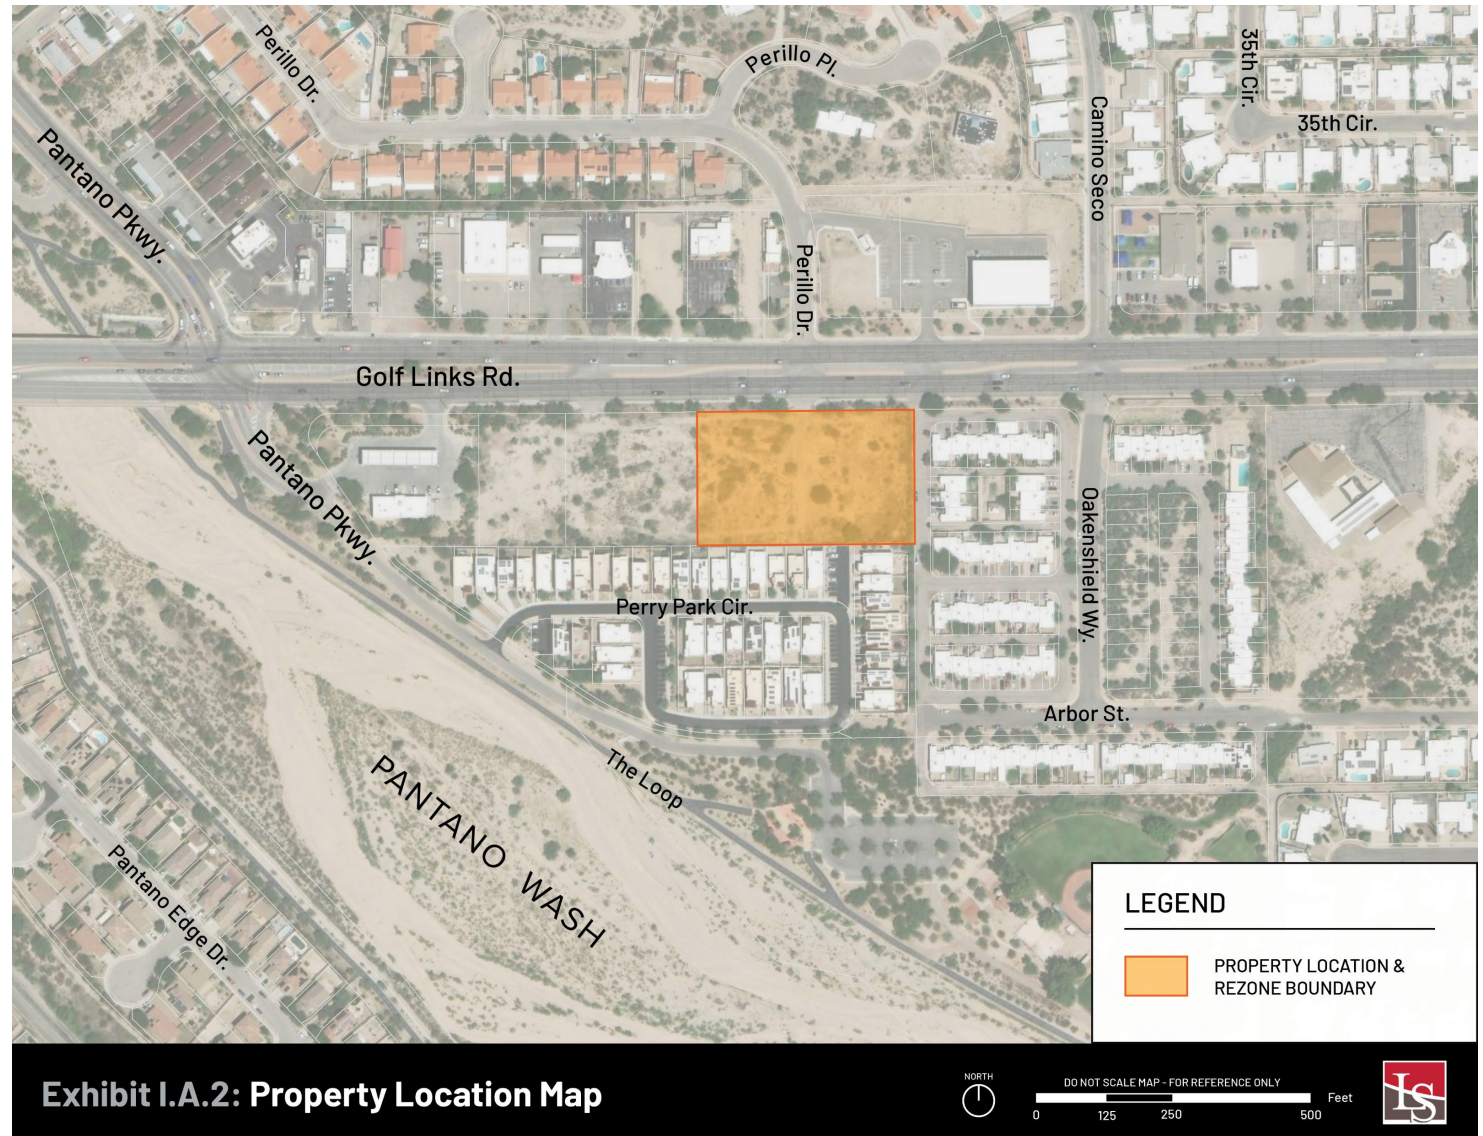 Perillo Dr.
Perillo Pl.
35th Cir.
35th Cir.
Camino Seco
Pantano Pkwy.
Perillo Dr.
Golf Links Rd.
Pantano Pkwy.
Oakenshield Wy.
Perry Park Cir.
Arbor St.
The Loop
PANTANO WASH
Pantano Edge Dr.
LEGEND
PROPERTY LOCATION &
REZONE BOUNDARY
Exhibit I.A.2: Property Location Map
NORTH
DO NOT SCALE MAP - FOR REFERENCE ONLY
Feet
0 125 250 500
LS